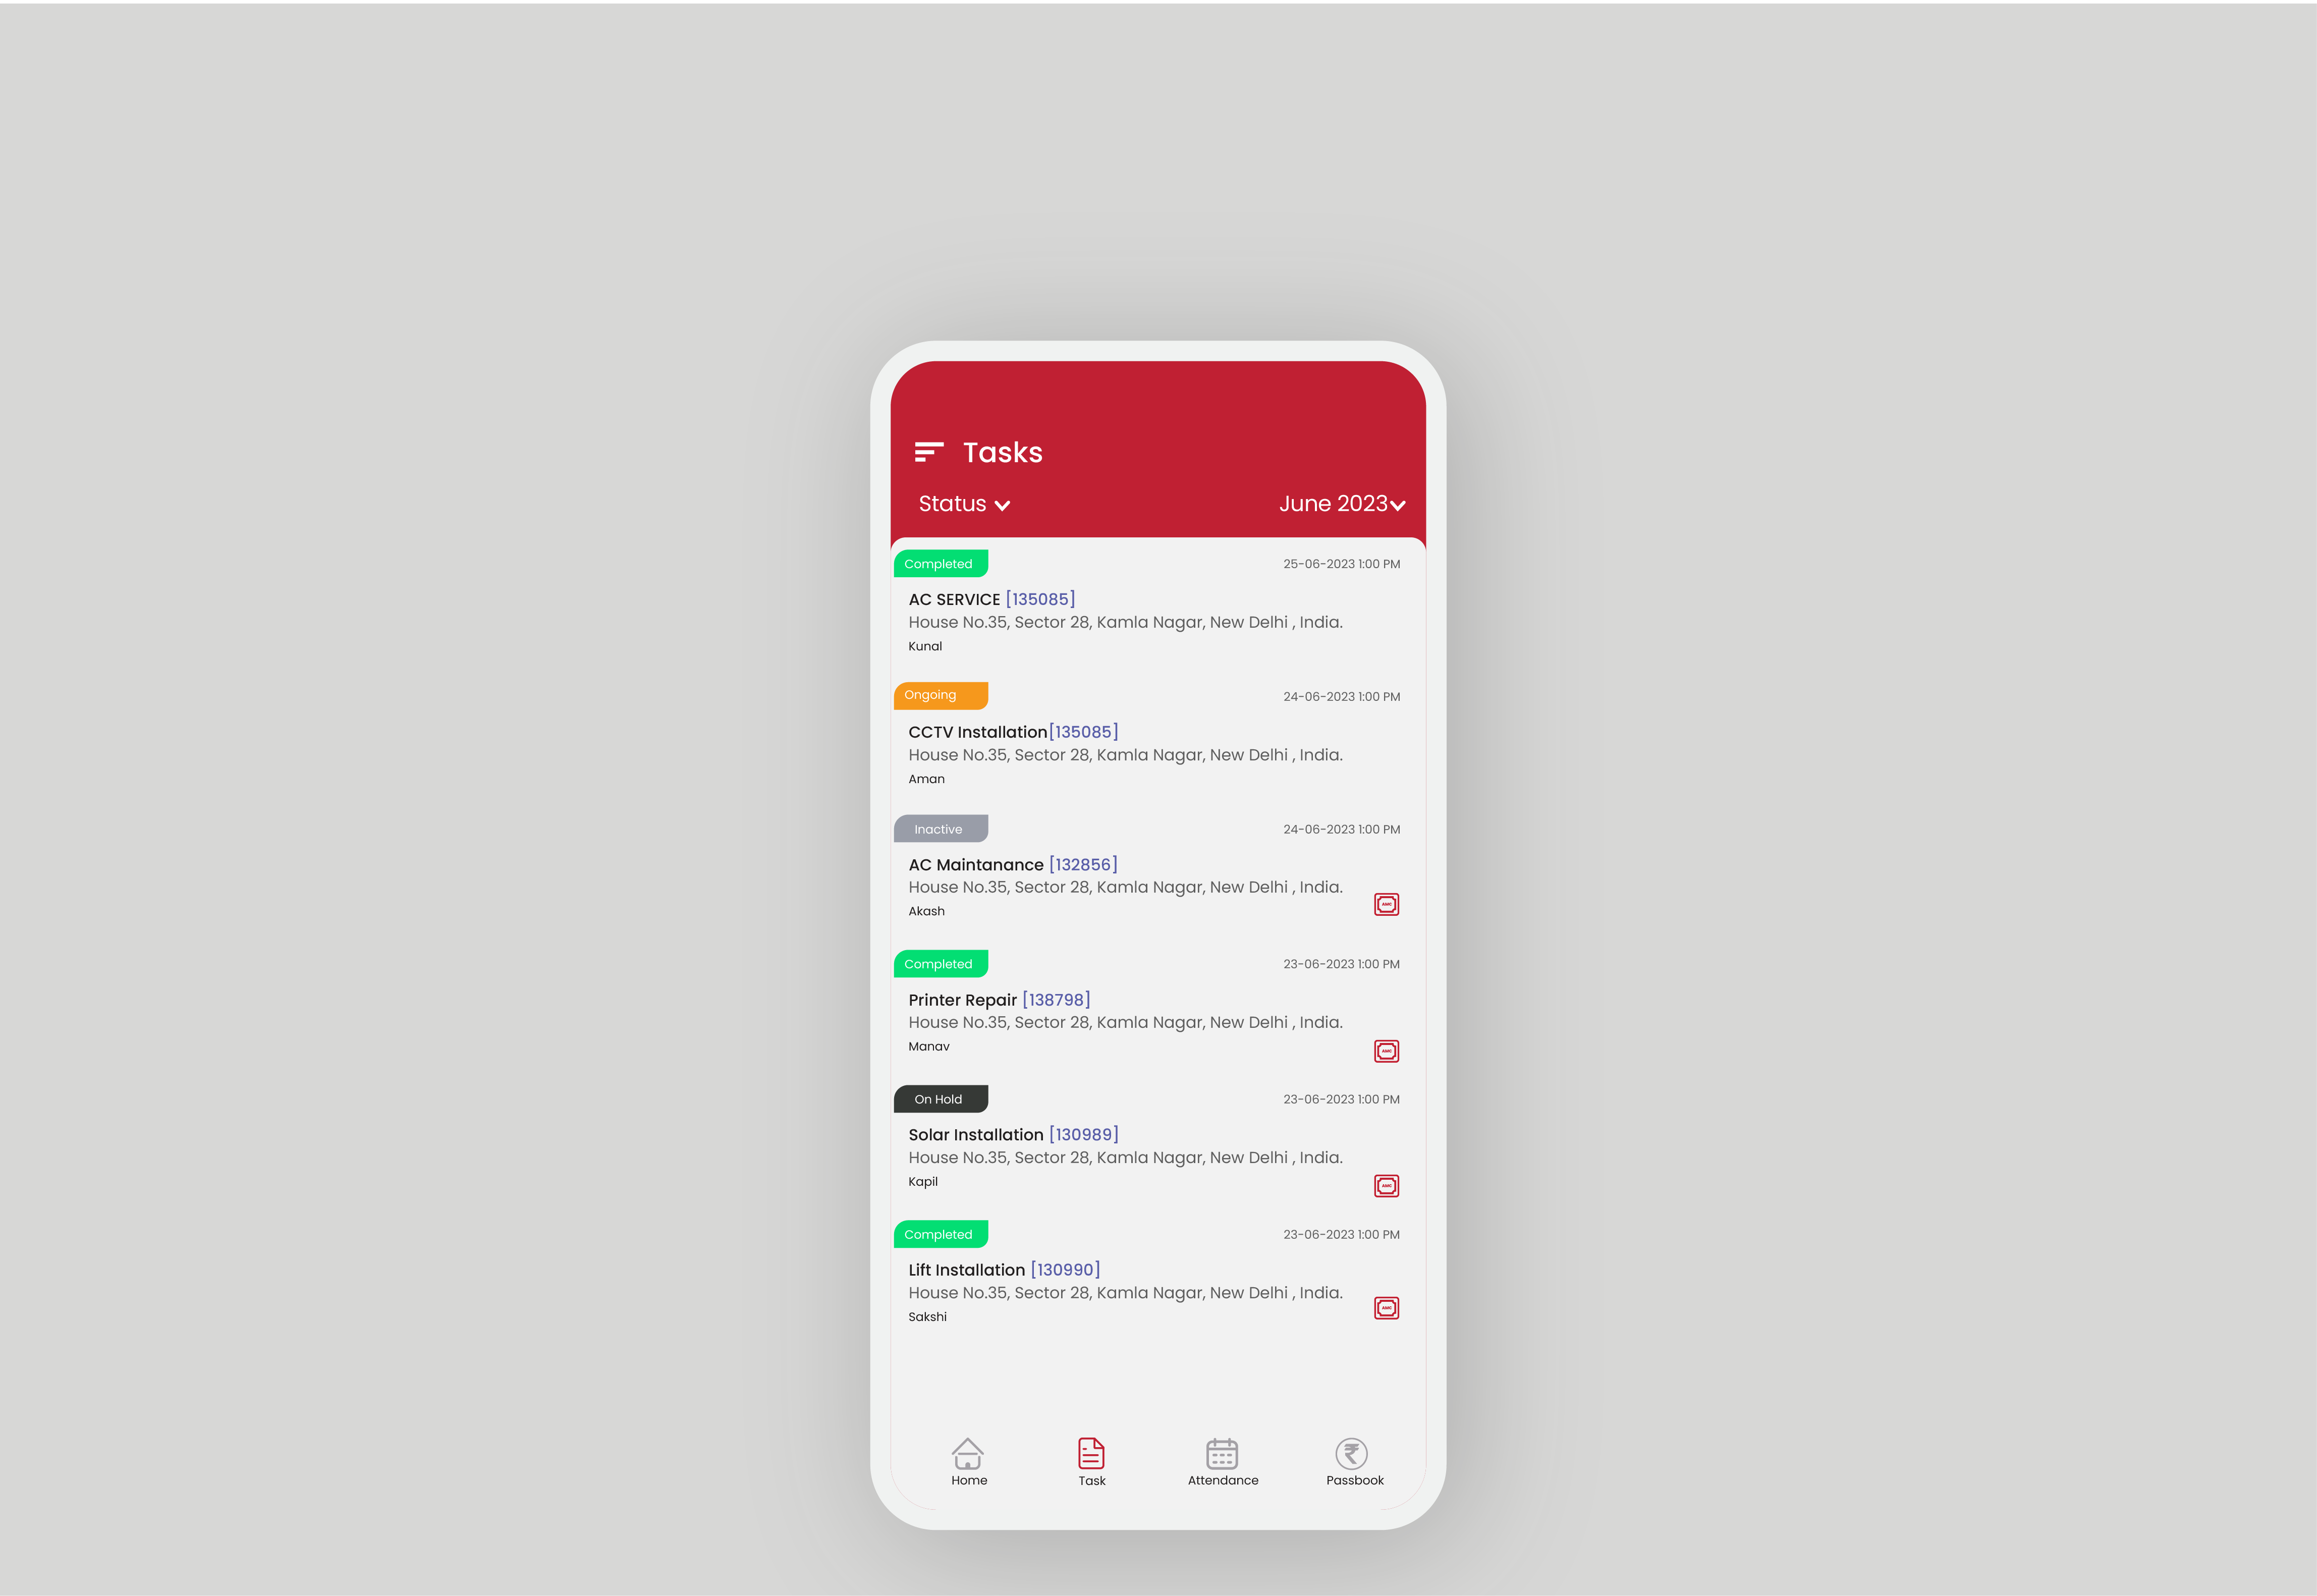 Tasks
Status
June 2023
Completed
25-06-2023 1:00 PM
AC SERVICE [135085]
House No.35, Sector 28, Kamla Nagar, New Delhi , India.
Kunal
Ongoing
24-06-2023 1:00 PM
CCTV Installation[135085]
House No.35, Sector 28, Kamla Nagar, New Delhi , India.
Aman
Inactive
24-06-2023 1:00 PM
AC Maintanance [132856]
House No.35, Sector 28, Kamla Nagar, New Delhi , India.
Akash
AMC
Completed
23-06-2023 1:00 PM
Printer Repair [138798]
House No.35, Sector 28, Kamla Nagar, New Delhi , India.
Manav
AMC
On Hold
23-06-2023 1:00 PM
Solar Installation [130989]
House No.35, Sector 28, Kamla Nagar, New Delhi , India.
Kapil
AMC
Completed
23-06-2023 1:00 PM
Lift Installation [130990]
House No.35, Sector 28, Kamla Nagar, New Delhi , India.
Sakshi
AMC
₹
Home
Task
Attendance
Passbook